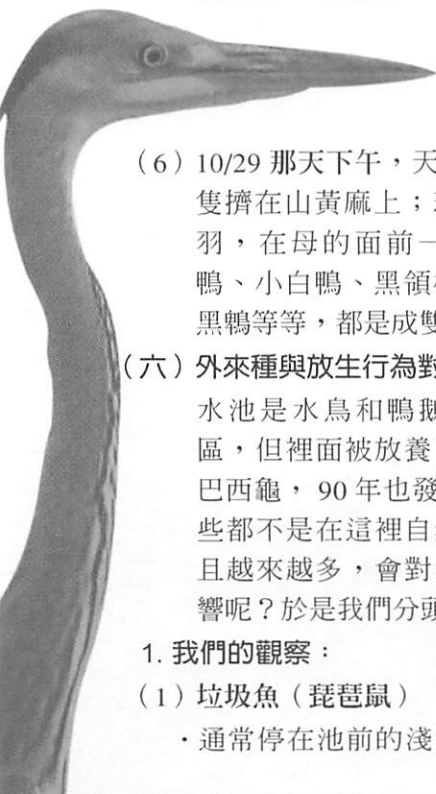 （6）10/29 那天下午，天
隻擠在山黃麻上；
羽，在母的面前一
鴨、小白鴨、黑領
黑鵯等等，都是成雙
（六）外來種與放生行為對
水池是水鳥和鴨鵝
區，但裡面被放養
巴西龜， 90 年也發
些都不是在這裡自
且越來越多，會對
響呢？於是我們分頭
1. 我們的觀察：
（1）垃圾魚（琵琶鼠）
・通常停在池前的淺